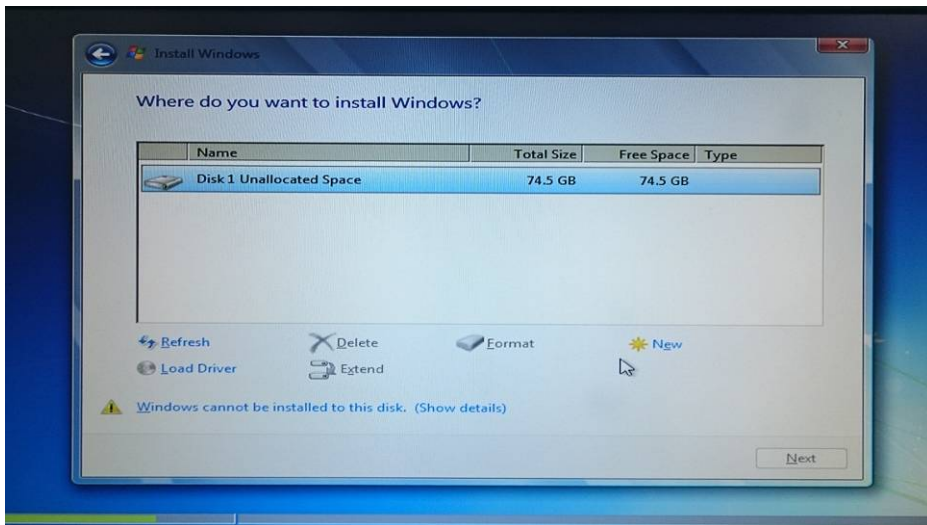 Install Windows
Where do you want to install Windows?
Name Total Size Free Space Type
Disk 1 Unallocated Space 74.5 GB 74.5 GB
Refresh Delete Format New
Load Driver Extend
Windows cannot be installed to this disk. (Show details)
Next